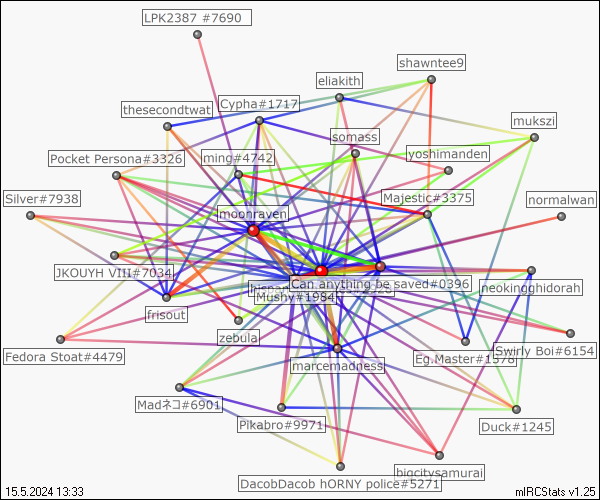 LPK2387 #7690
shawntee9
eliakith
thesecondtwat
Cypha#1717
mukszi
somass
Pocket Persona#3326
ming#4742
yoshimanden
Silver#7938
Majestic#3375
normalwan
moonraven
JKOUYH VIII#7034
Can anything be saved#0396
neokingghidorah
Mushy#1984
frisout
zebula
Fedora Stoat#4479
marcemadness
Eg.Master#1378
Swirly Boi#6154
Madネコ#6901
Pikabro#9971
Duck#1245
bigcitysamurai
DacobDacob hORNY police#5271
15.5.2024 13:33
mIRCStats v1.25